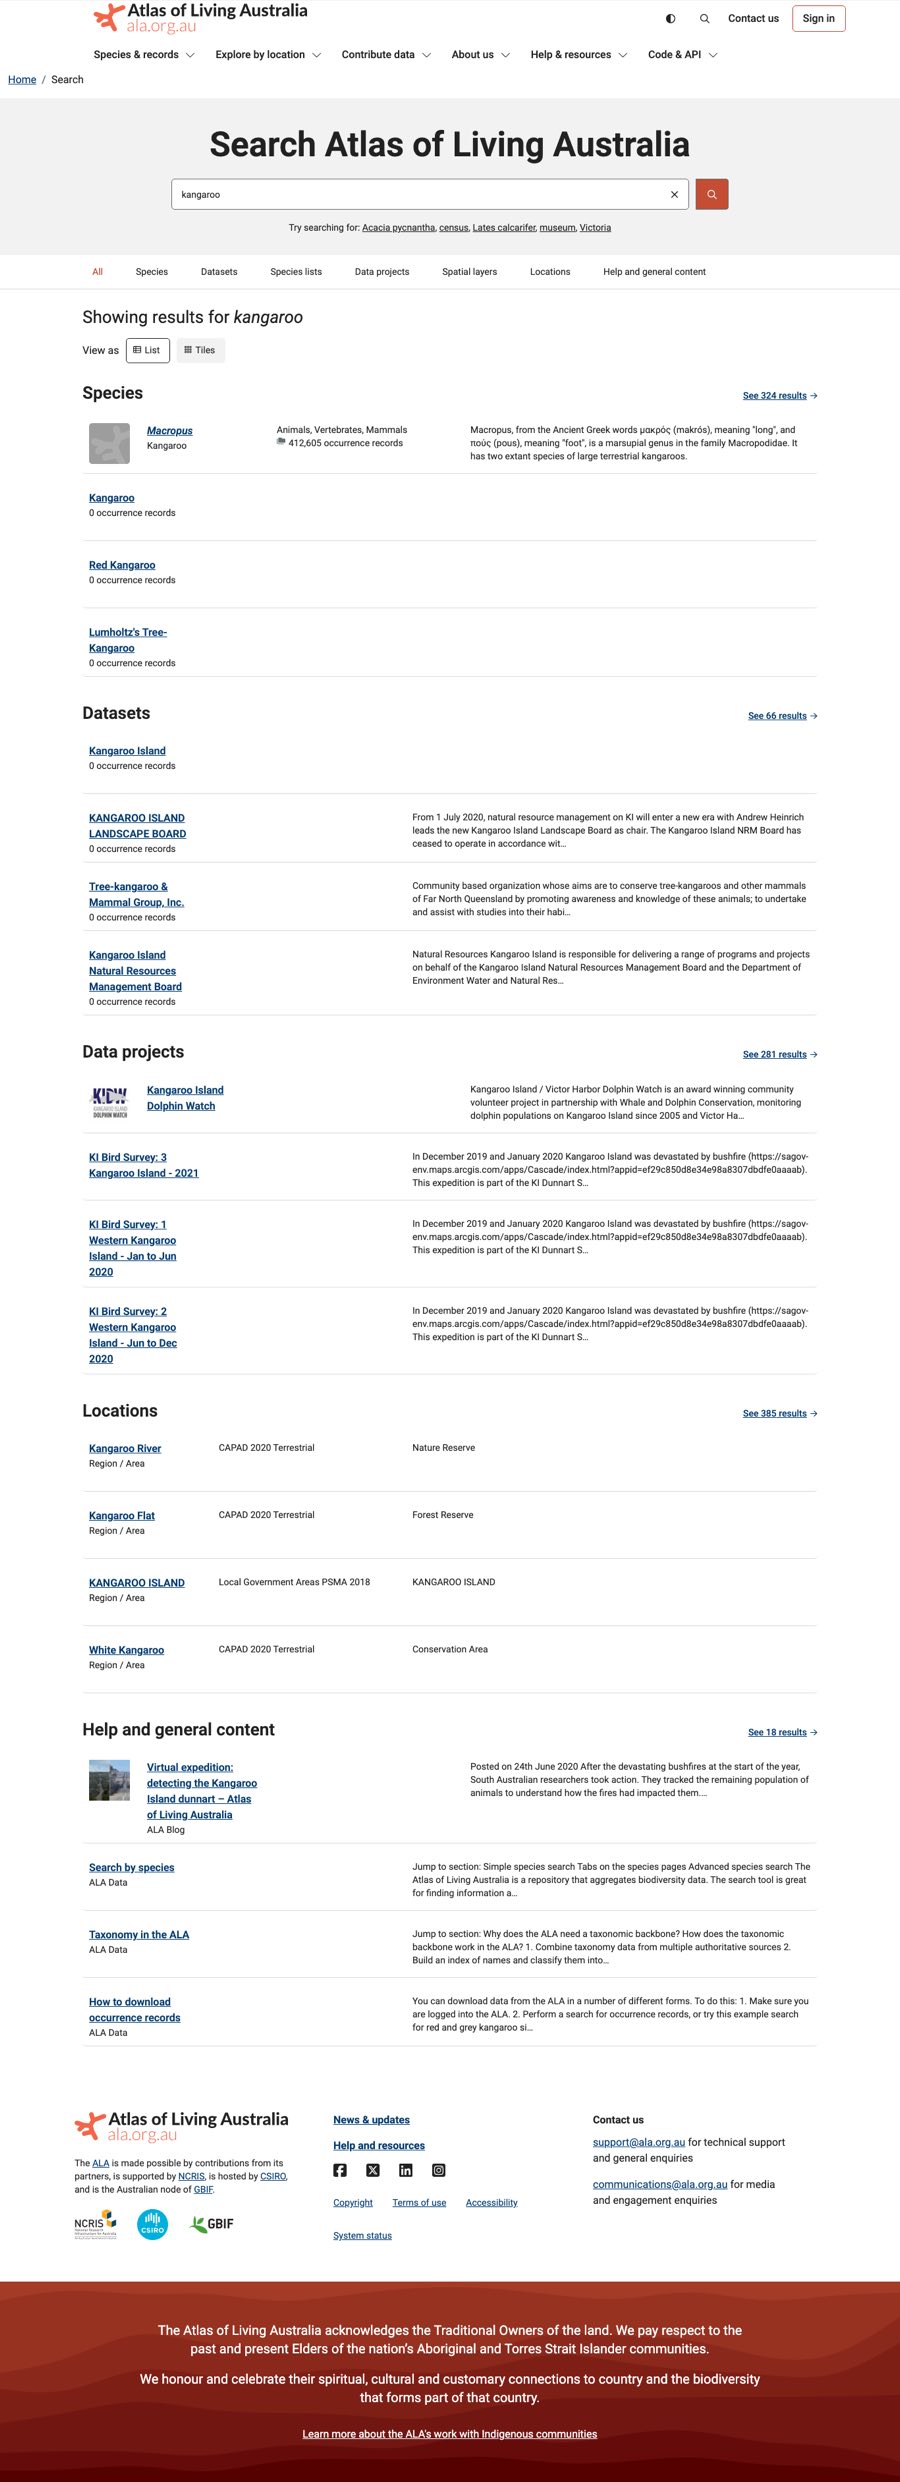 Atlas of Living Australia
ala.org.au
Contact us
Sign in
Species & records
Explore by location
Contribute data
About us
Help & resources
Code & API
Home / Search
Search Atlas of Living Australia
kangaroo
Try searching for: Acacia pycnantha, census, Lates calcarifer, museum, Victoria
All
Species
Datasets
Species lists
Data projects
Spatial layers
Locations
Help and general content
Showing results for kangaroo
View as
List
Tiles
Species
See 324 results →
Macropus
Kangaroo
Animals, Vertebrates, Mammals
412,605 occurrence records
Macropus, from the Ancient Greek words μακρός (makrós), meaning "long", and
πούς (pous), meaning "foot", is a marsupial genus in the family Macropodidae. It
has two extant species of large terrestrial kangaroos.
Kangaroo
0 occurrence records
Red Kangaroo
0 occurrence records
Lumholtz's Tree-
Kangaroo
0 occurrence records
Datasets
See 66 results →
Kangaroo Island
0 occurrence records
KANGAROO ISLAND
LANDSCAPE BOARD
0 occurrence records
From 1 July 2020, natural resource management on KI will enter a new era with Andrew Heinrich
leads the new Kangaroo Island Landscape Board as chair. The Kangaroo Island NRM Board has
ceased to operate in accordance wit...
Tree-kangaroo &
Mammal Group, Inc.
0 occurrence records
Community based organization whose aims are to conserve tree-kangaroos and other mammals
of Far North Queensland by promoting awareness and knowledge of these animals; to undertake
and assist with studies into their habi...
Kangaroo Island
Natural Resources
Management Board
0 occurrence records
Natural Resources Kangaroo Island is responsible for delivering a range of programs and projects
on behalf of the Kangaroo Island Natural Resources Management Board and the Department of
Environment Water and Natural Res...
Data projects
See 281 results →
KIDW
KANGAROO ISLAND
DOLPHIN WATCH
Kangaroo Island
Dolphin Watch
Kangaroo Island / Victor Harbor Dolphin Watch is an award winning community
volunteer project in partnership with Whale and Dolphin Conservation, monitoring
dolphin populations on Kangaroo Island since 2005 and Victor Ha...
KI Bird Survey: 3
Kangaroo Island - 2021
In December 2019 and January 2020 Kangaroo Island was devastated by bushfire (https://sagov-
env.maps.arcgis.com/apps/Cascade/index.html?appid=ef29c850d8e34e98a8307dbdfe0aaaab).
This expedition is part of the KI Dunnart S...
KI Bird Survey: 1
Western Kangaroo
Island - Jan to Jun
2020
In December 2019 and January 2020 Kangaroo Island was devastated by bushfire (https://sagov-
env.maps.arcgis.com/apps/Cascade/index.html?appid=ef29c850d8e34e98a8307dbdfe0aaaab).
This expedition is part of the KI Dunnart S...
KI Bird Survey: 2
Western Kangaroo
Island - Jun to Dec
2020
In December 2019 and January 2020 Kangaroo Island was devastated by bushfire (https://sagov-
env.maps.arcgis.com/apps/Cascade/index.html?appid=ef29c850d8e34e98a8307dbdfe0aaaab).
This expedition is part of the KI Dunnart S...
Locations
See 385 results →
Kangaroo River
Region / Area
CAPAD 2020 Terrestrial
Nature Reserve
Kangaroo Flat
Region / Area
CAPAD 2020 Terrestrial
Forest Reserve
KANGAROO ISLAND
Region / Area
Local Government Areas PSMA 2018
KANGAROO ISLAND
White Kangaroo
Region / Area
CAPAD 2020 Terrestrial
Conservation Area
Help and general content
See 18 results →
Virtual expedition:
detecting the Kangaroo
Island dunnart – Atlas
of Living Australia
ALA Blog
Posted on 24th June 2020 After the devastating bushfires at the start of the year,
South Australian researchers took action. They tracked the remaining population of
animals to understand how the fires had impacted them....
Search by species
ALA Data
Jump to section: Simple species search Tabs on the species pages Advanced species search The
Atlas of Living Australia is a repository that aggregates biodiversity data. The search tool is great
for finding information a...
Taxonomy in the ALA
ALA Data
Jump to section: Why does the ALA need a taxonomic backbone? How does the taxonomic
backbone work in the ALA? 1. Combine taxonomy data from multiple authoritative sources 2.
Build an index of names and classify them into...
How to download
occurrence records
ALA Data
You can download data from the ALA in a number of different forms. To do this: 1. Make sure you
are logged into the ALA. 2. Perform a search for occurrence records, or try this example search
for red and grey kangaroo si...
Atlas of Living Australia
ala.org.au
The ALA is made possible by contributions from its
partners, is supported by NCRIS, is hosted by CSIRO,
and is the Australian node of GBIF.
NCRIS
CSIRO
GBIF
News & updates
Help and resources
Copyright
Terms of use
Accessibility
System status
Contact us
support@ala.org.au for technical support
and general enquiries
communications@ala.org.au for media
and engagement enquiries
The Atlas of Living Australia acknowledges the Traditional Owners of the land. We pay respect to the
past and present Elders of the nation's Aboriginal and Torres Strait Islander communities.
We honour and celebrate their spiritual, cultural and customary connections to country and the biodiversity
that forms part of that country.
Learn more about the ALA's work with Indigenous communities